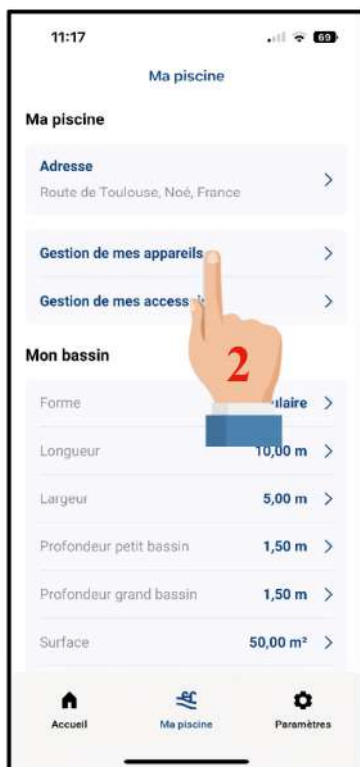 11:17 69
Ma piscine
Ma piscine
Adresse
Route de Toulouse, Noé, France
Gestion de mes appareils
Gestion de mes
Mon bassin
2
Forme
Longueur 10,00 m
Largeur 5,00 m
Profondeur petit bassin 1,50 m
Profondeur grand bassin 1,50 m
Surface 50,00 m²
Accueil Ma piscine Paramètres